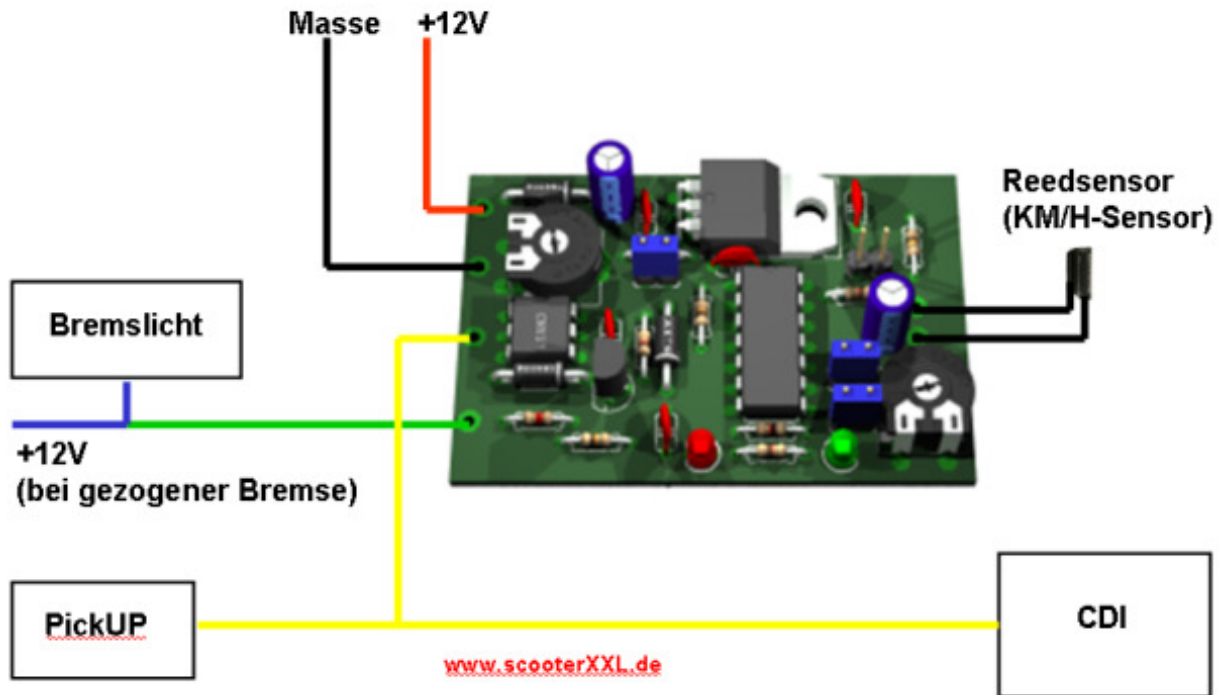 Masse +12V
Reedsensor
(KM/H-Sensor)
Bremslicht
+12V
(bei gezogener Bremse)
PickUP
CDI
www.scooterXXL.de